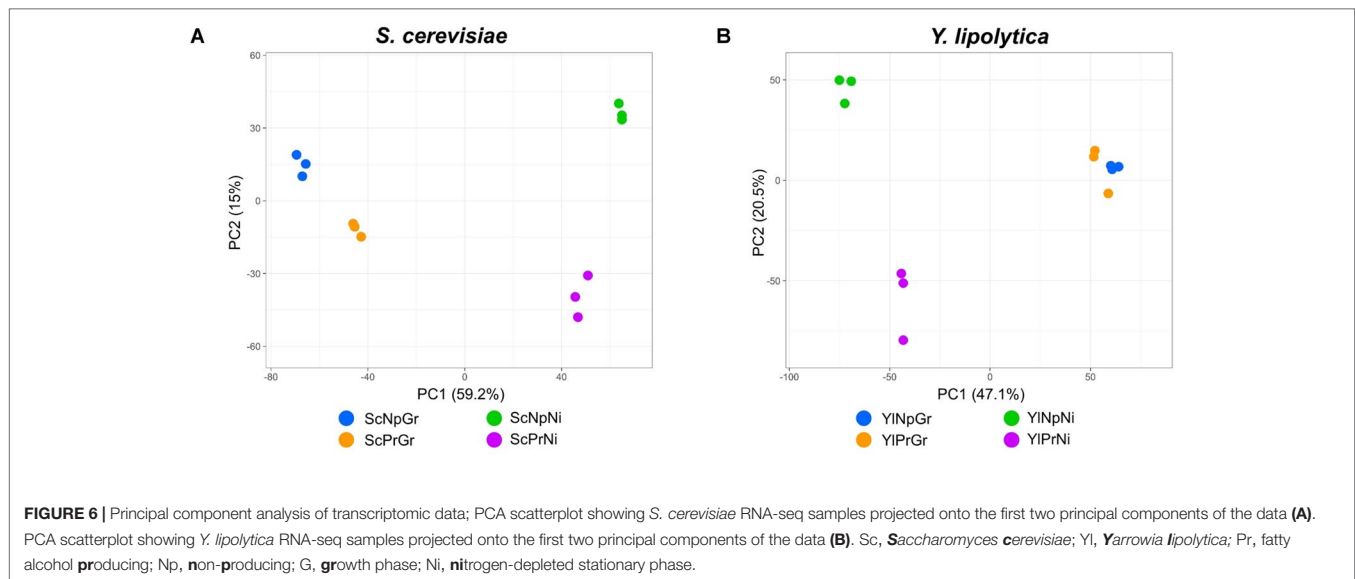 A
S. cerevisiae
60
30
0
-30
-60
PC2 (15%)
-80
-40
0
40
PC1 (59.2%)
ScNpGr
ScNpNi
ScPrGr
ScPrNi
B
Y. lipolytica
50
0
-50
PC2 (20.5%)
-100
-50
0
50
PC1 (47.1%)
YlNpGr
YlNpNi
YlPrGr
YlPrNi
FIGURE 6 | Principal component analysis of transcriptomic data; PCA scatterplot showing S. cerevisiae RNA-seq samples projected onto the first two principal components of the data (A).
PCA scatterplot showing Y. lipolytica RNA-seq samples projected onto the first two principal components of the data (B). Sc, Saccharomyces cerevisiae; Yl, Yarrowia lipolytica; Pr, fatty
alcohol producing; Np, non-producing; G, growth phase; Ni, nitrogen-depleted stationary phase.